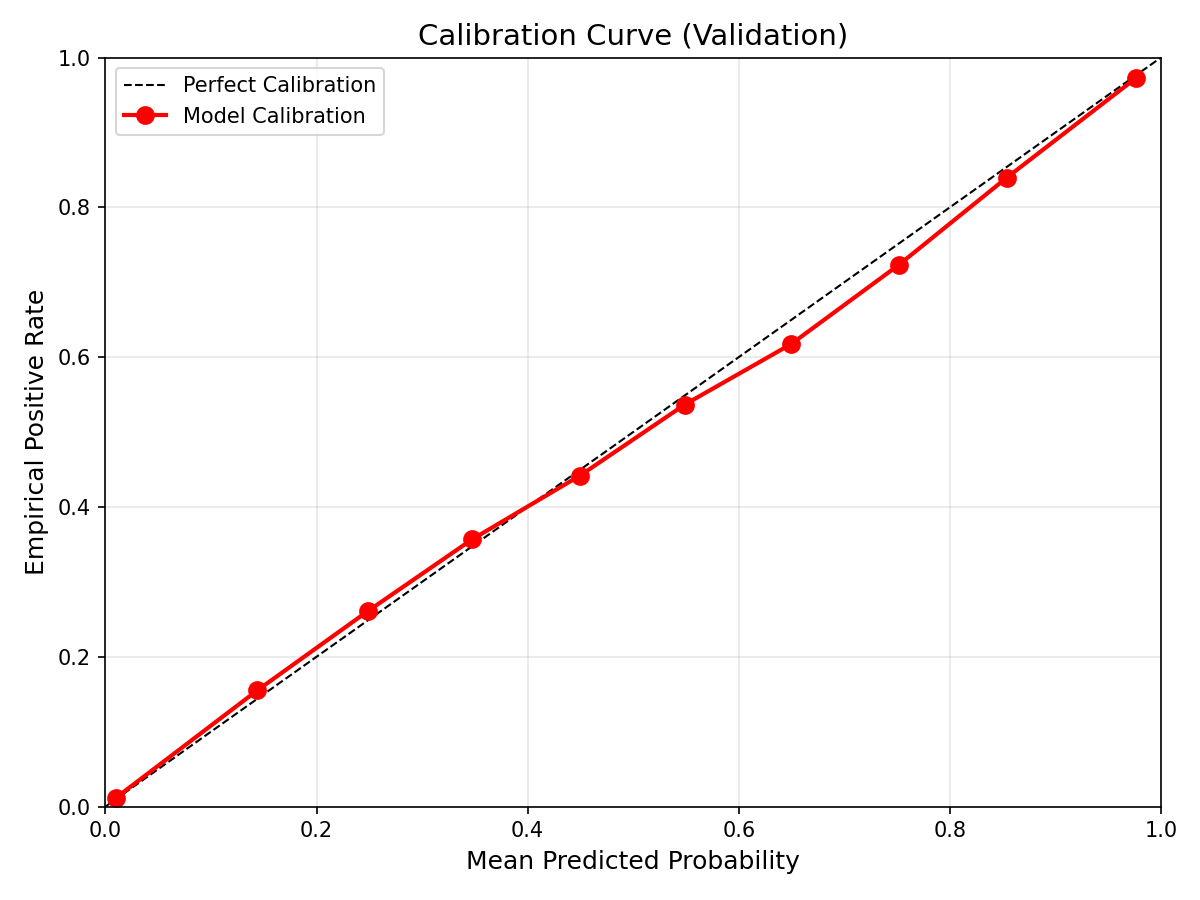 Calibration Curve (Validation)
Perfect Calibration
Model Calibration
Empirical Positive Rate
1.0
0.8
0.6
0.4
0.2
0.0
0.0 0.2 0.4 0.6 0.8 1.0
Mean Predicted Probability